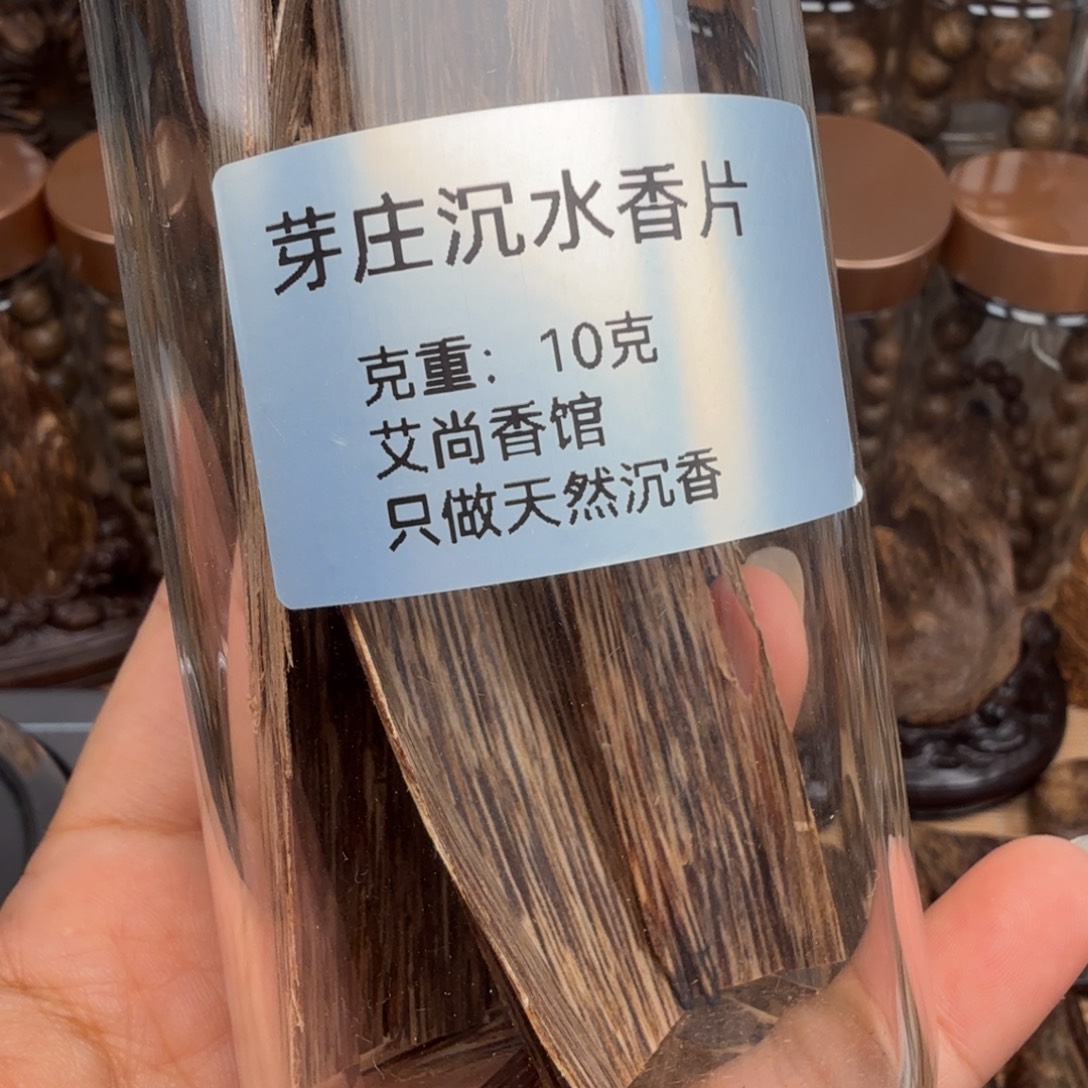 芽庄沉水香片
克重：10克
艾尚香馆
只做天然沉香